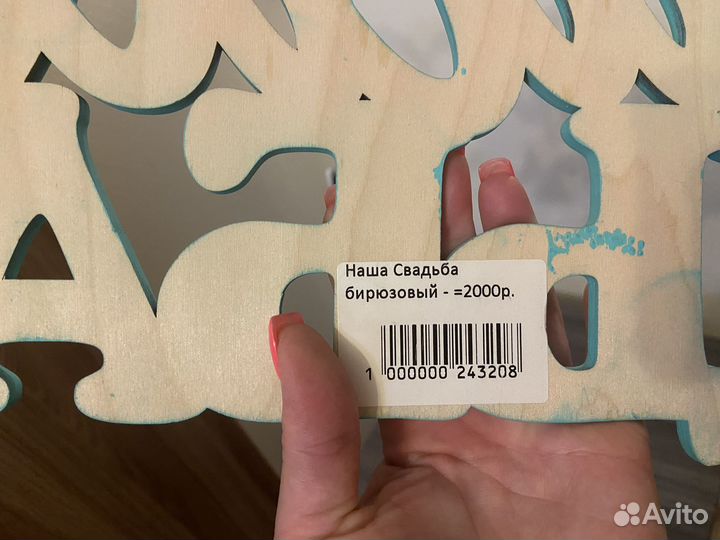 Наша Свадьба
бирюзовый - =2000р.
1 000000 243208
Avito